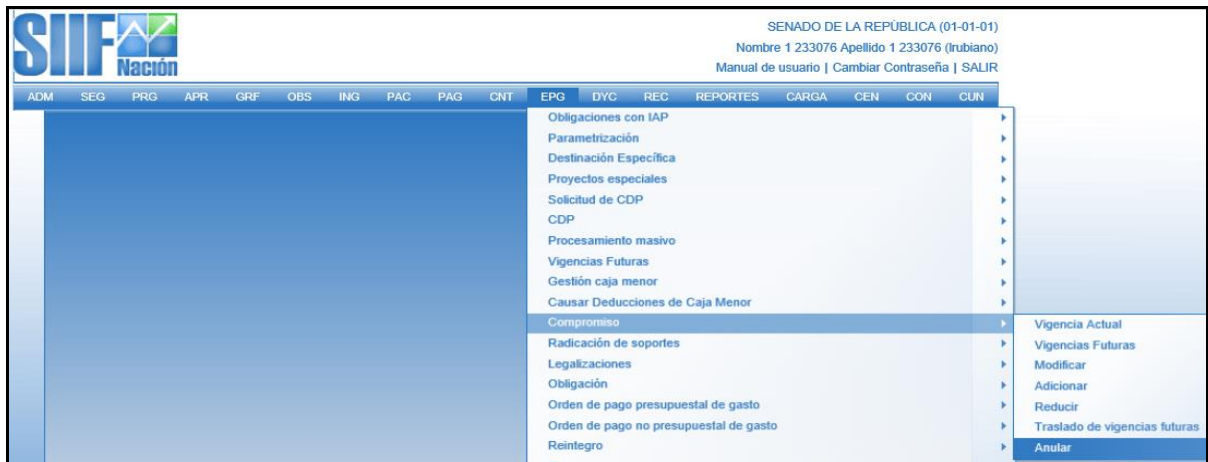 SIIF
Nación
SENADO DE LA REPÚBLICA (01-01-01)
Nombre 1 233076 Apellido 1 233076 (Irubiano)
Manual de usuario | Cambiar Contraseña | SALIR
ADM SEG PRG APR GRF OBS ING PAC PAG CNT EPG DYC REC REPORTES CARGA CEN CON CUN
Obligaciones con IAP
Parametrización
Destinación Específica
Proyectos especiales
Solicitud de CDP
CDP
Procesamiento masivo
Vigencias Futuras
Gestión caja menor
Causar Deducciones de Caja Menor
Compromiso
Radicación de soportes
Legalizaciones
Obligación
Orden de pago presupuestal de gasto
Orden de pago no presupuestal de gasto
Reintegro
Vigencia Actual
Vigencias Futuras
Modificar
Adicionar
Reducir
Traslado de vigencias futuras
Anular